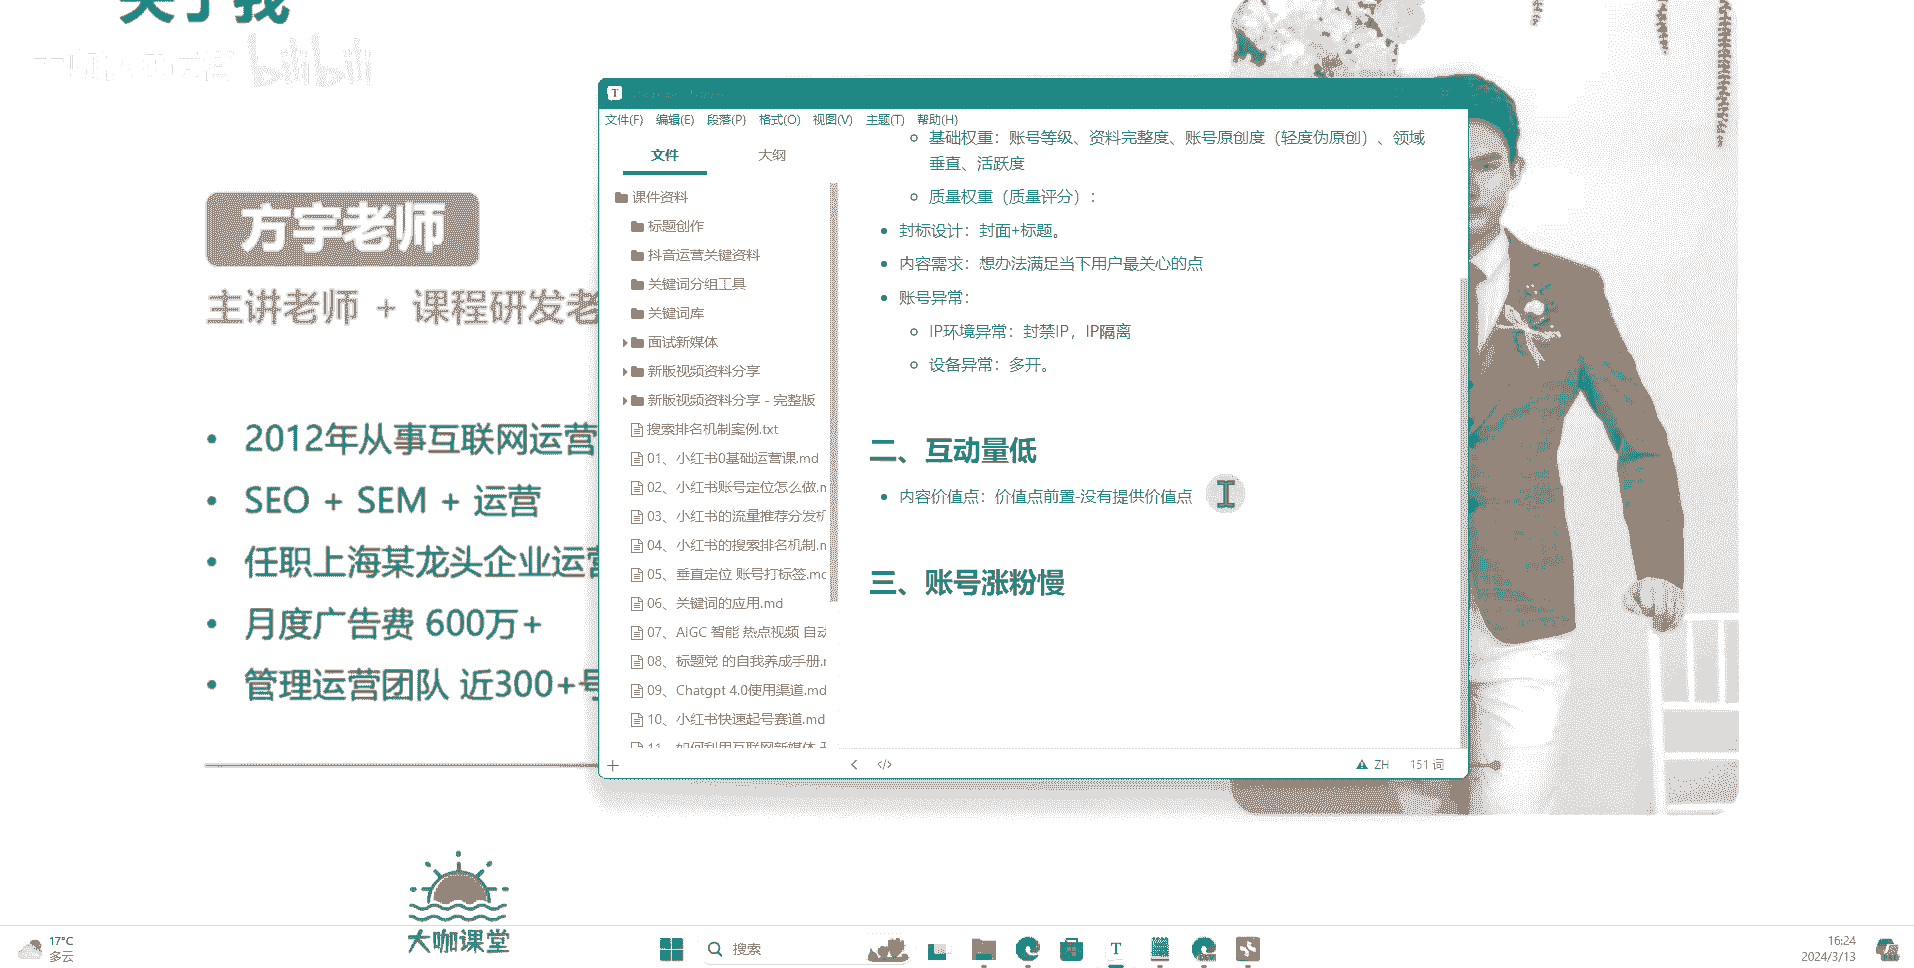 关于我
bilibili
方宇老师
主讲老师 + 课程研发老
• 2012年从事互联网运营
• SEO + SEM + 运营
• 任职上海某龙头企业运营
• 月度广告费 600万+
• 管理运营团队 近300+号
大咖课堂
T
文件(F) 编辑(E) 段落(P) 格式(O) 视图(V) 主题(T) 帮助(H)
文件 大纲
课件资料
标题创作
抖音运营关键资料
关键词分组工具
关键词库
面试新媒体
新版视频资料分享
新版视频资料分享 - 完整版
搜索排名机制案例.txt
01、小红书0基础运营课.md
02、小红书账号定位怎么做.m
03、小红书的流量推荐分发机
04、小红书的搜索排名机制.m
05、垂直定位 账号打标签.md
06、关键词的应用.md
07、AIGC 智能 热点视频 自动
08、标题党 的自我养成手册.m
09、Chatgpt 4.0使用渠道.md
10、小红书快速起号赛道.md
11、如何利用互联网新媒体
基础权重：账号等级、资料完整度、账号原创度（轻度伪原创）、领域
垂直、活跃度
质量权重（质量评分）：
• 封标设计：封面+标题。
• 内容需求：想办法满足当下用户最关心的点
• 账号异常：
IP环境异常：封禁IP，IP隔离
设备异常：多开。
二、互动量低
• 内容价值点：价值点前置-没有提供价值点
三、账号涨粉慢
+ < </> ZH 151 词
17°C
多云
搜索
T
16:24
2024/3/13